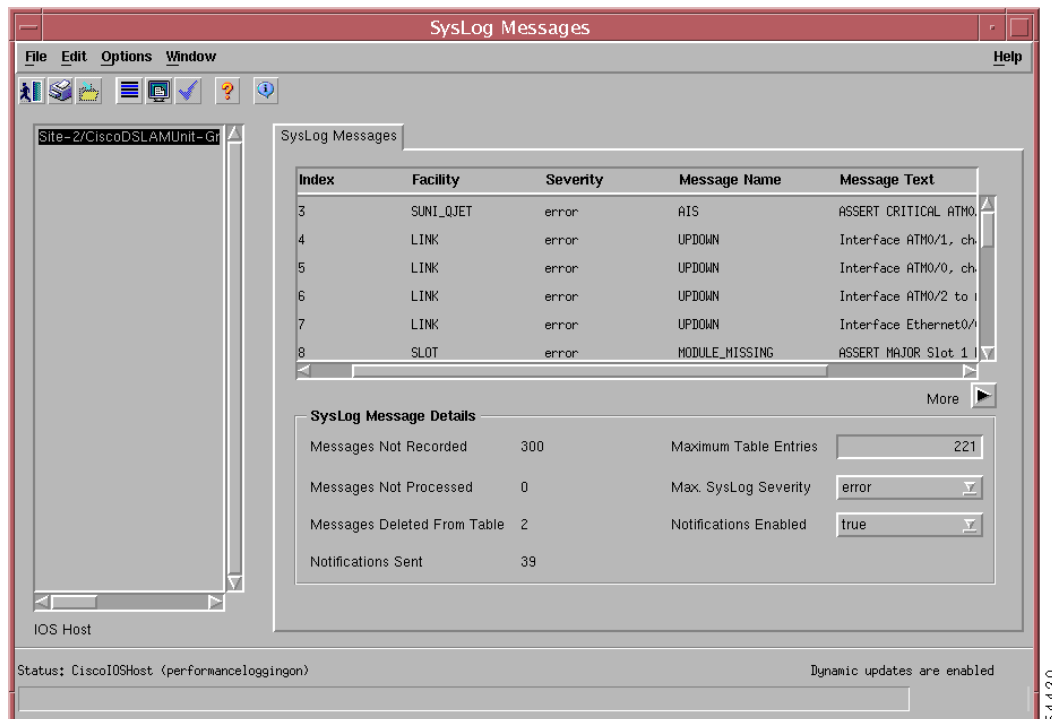 SysLog Messages
File Edit Options Window Help
Site-2/CiscoDSLAMUnit-Gr
SysLog Messages
Index Facility Severity Message Name Message Text
3 SUNI_QJET error AIS ASSERT CRITICAL ATM0.
4 LINK error UPDOWN Interface ATM0/1, ch
5 LINK error UPDOWN Interface ATM0/0, ch
6 LINK error UPDOWN Interface ATM0/2 to
7 LINK error UPDOWN Interface Ethernet0/
8 SLOT error MODULE_MISSING ASSERT MAJOR Slot 1
More
SysLog Message Details
Messages Not Recorded 300 Maximum Table Entries 221
Messages Not Processed 0 Max. SysLog Severity error
Messages Deleted From Table 2 Notifications Enabled true
Notifications Sent 39
IOS Host
Status: CiscoIOSHost (performanceloggingon) Dynamic updates are enabled